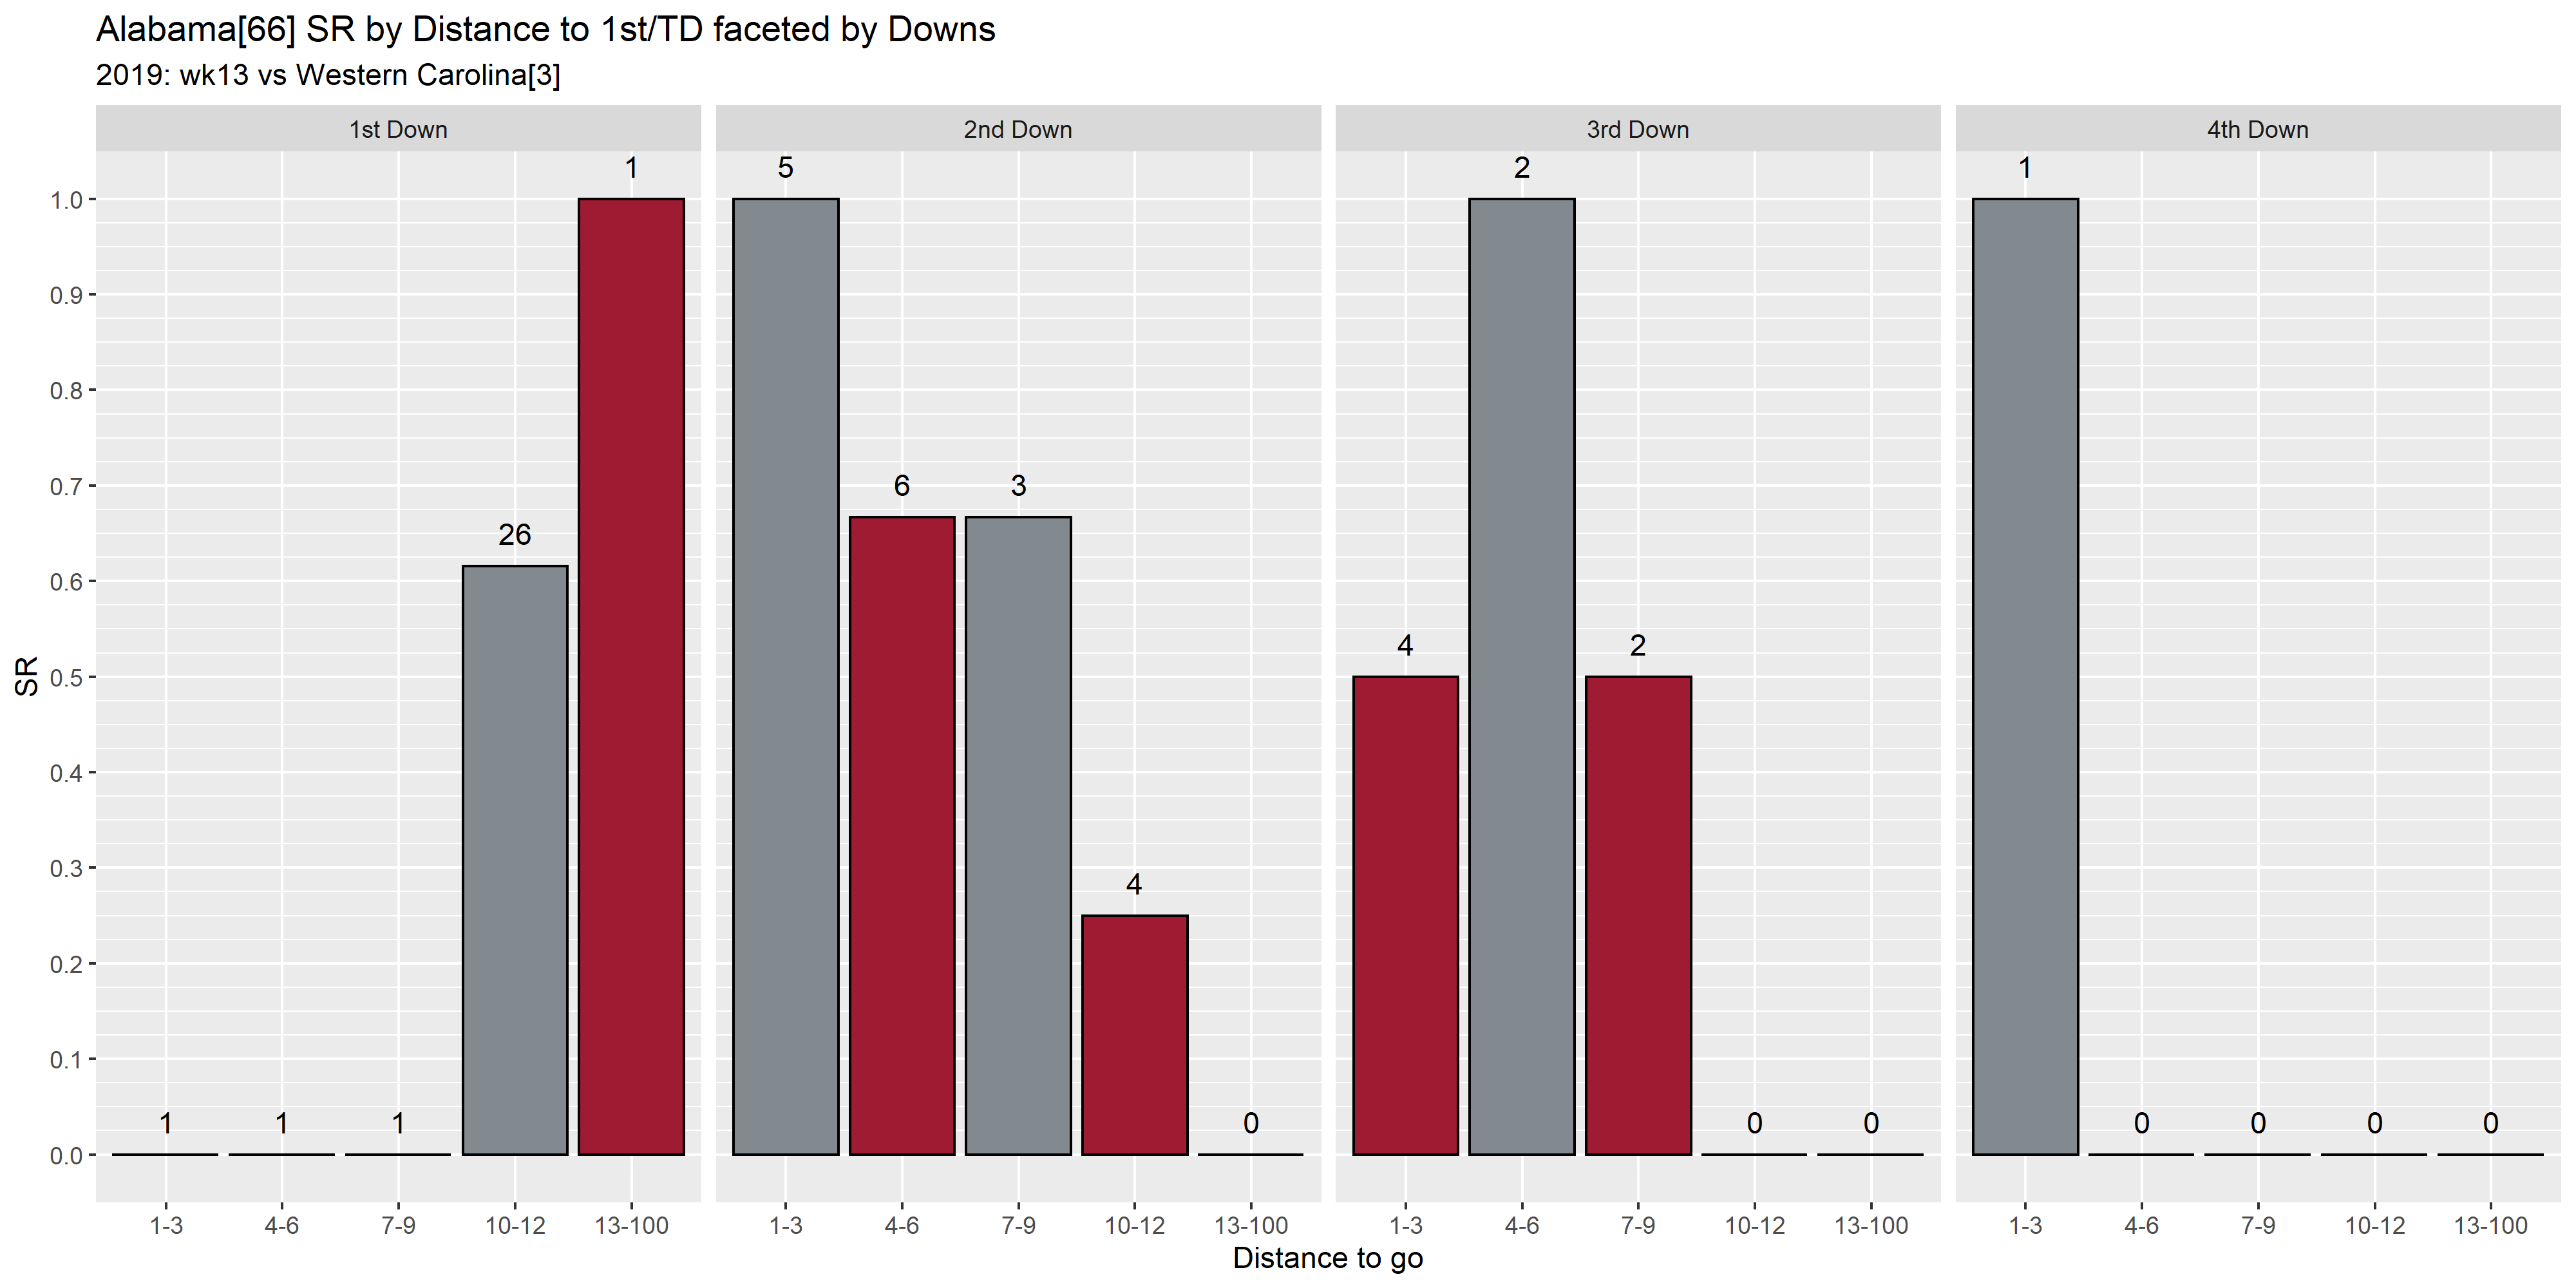 Alabama[66] SR by Distance to 1st/TD faceted by Downs
2019: wk13 vs Western Carolina[3]
1st Down 2nd Down 3rd Down 4th Down
1 5 2 1
1.0
0.9
0.8
0.7
6 3
26
0.6
4 2
0.5
SR
0.4
0.3
4
0.2
0.1
1 1 1 0 0 0 0 0 0 0
0.0
1-3 4-6 7-9 10-12 13-100 1-3 4-6 7-9 10-12 13-100 1-3 4-6 7-9 10-12 13-100 1-3 4-6 7-9 10-12 13-100
Distance to go